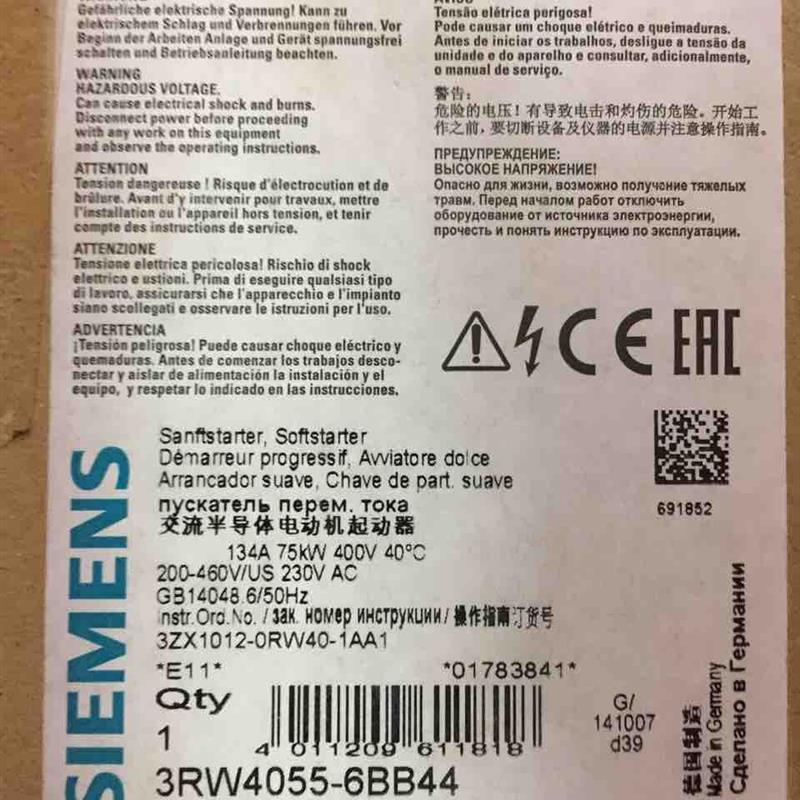 Gefährliche elektrische Spannung! Kann zu
elektrischem Schlag und Verbrennungen führen. Vor
Beginn der Arbeiten Anlage und Gerät spannungsfrei
schalten und Betriebsanleitung beachten.
WARNING
HAZARDOUS VOLTAGE.
Can cause electrical shock and burns.
Disconnect power before proceeding
with any work on this equipment
and observe the operating instructions.
ATTENTION
Tension dangereuse ! Risque d'électrocution et de
brûlure. Avant d'y intervenir pour travaux, mettre
l'installation ou l'appareil hors tension, et tenir
compte des instructions de service.
ATTENZIONE
Tensione elettrica pericolosa! Rischio di shock
elettrico e ustioni. Prima di eseguire qualsiasi tipo
di lavoro, assicurarsi che l'apparecchio e l'impianto
siano scollegati e osservare le istruzioni per l'uso.
ADVERTENCIA
¡Tensión peligrosa! Puede causar choque eléctrico y
quemaduras. Antes de comenzar los trabajos desco-
nectar y aislar de alimentación la instalación y el
equipo, y respetar lo indicado en las instrucciones.
Tensão elétrica perigosa!
Pode causar um choque elétrico e queimaduras.
Antes de iniciar os trabalhos, desligue a tensão da
unidade e do aparelho e consultar, adicionalmente,
o manual de serviço.
警告:
危险的电压！有导致电击和灼伤的危险。开始工
作之前，要切断设备及仪器的电源并注意操作指南。
ПРЕДУПРЕЖДЕНИЕ:
ВЫСОКОЕ НАПРЯЖЕНИЕ!
Опасно для жизни, возможно получение тяжелых
травм. Перед началом работ отключить
оборудование от источника электроэнергии,
прочесть и понять инструкцию по эксплуатации.
CE EAC
691852
SIEMENS
Sanftstarter, Softstarter
Démarreur progressif, Avviatore dolce
Arrancador suave, Chave de part. suave
пускатель перем. тока
交流半导体电动机起动器
134A 75kW 400V 40°C
200-460V/US 230V AC
GB14048.6/50Hz
Instr.Ord.No. / зак. номер инструкции / 操作指南订货号
3ZX1012-0RW40-1AA1
*E11* *01783841*
Qty
1
4 011209 611818
3RW4055-6BB44
G/
141007
d39
德国制造
Made in Germany
Сделано в Германии